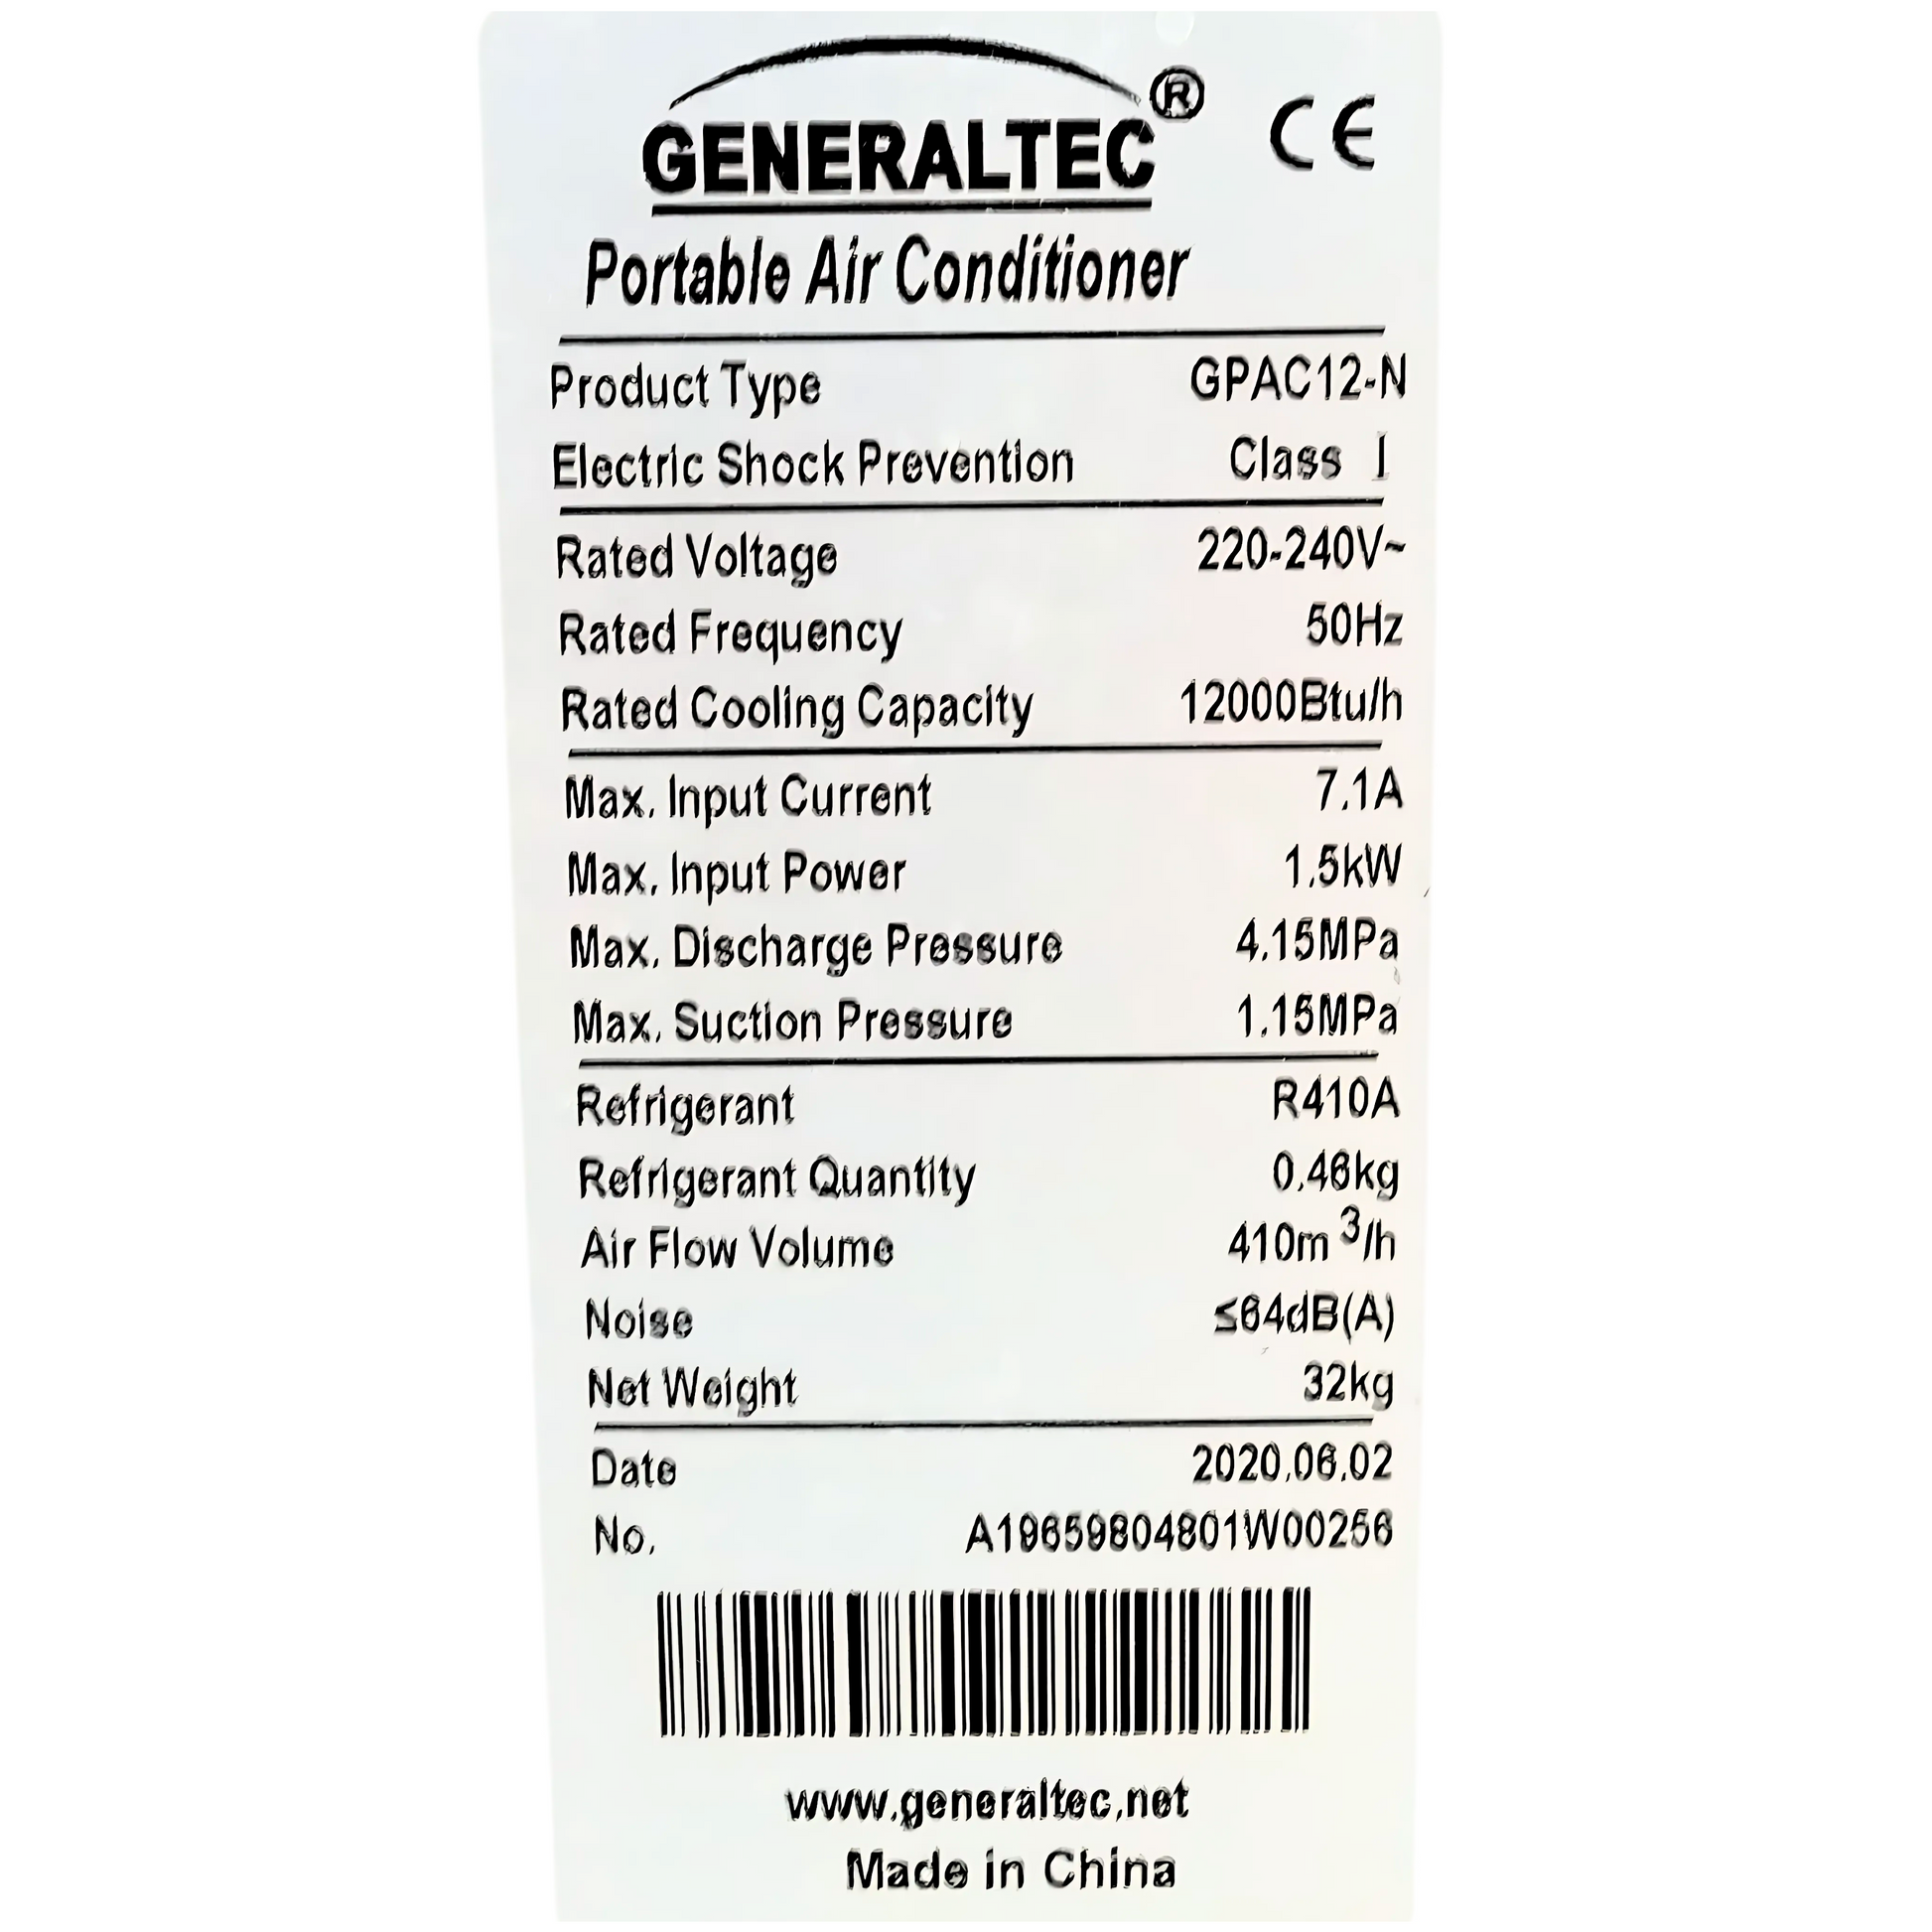 GENERALTEC® CE
Portable Air Conditioner
Product Type GPAC12-N
Electric Shock Prevention Class I
Rated Voltage 220-240V~
Rated Frequency 50Hz
Rated Cooling Capacity 12000Btu/h
Max. Input Current 7.1A
Max. Input Power 1.5kW
Max. Discharge Pressure 4.15MPa
Max. Suction Pressure 1.15MPa
Refrigerant R410A
Refrigerant Quantity 0.46kg
Air Flow Volume 410m³/h
Noise ≤64dB(A)
Net Weight 32kg
Date 2020.06.02
No. A19659804801W00256
www.generaltec.net
Made in China